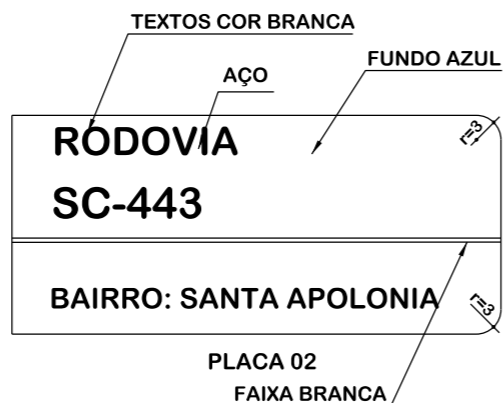 TEXTOS COR BRANCA
FUNDO AZUL
AÇO
RODOVIA
r=3
SC-443
BAIRRO: SANTA APOLONIA
r=3
PLACA 02
FAIXA BRANCA